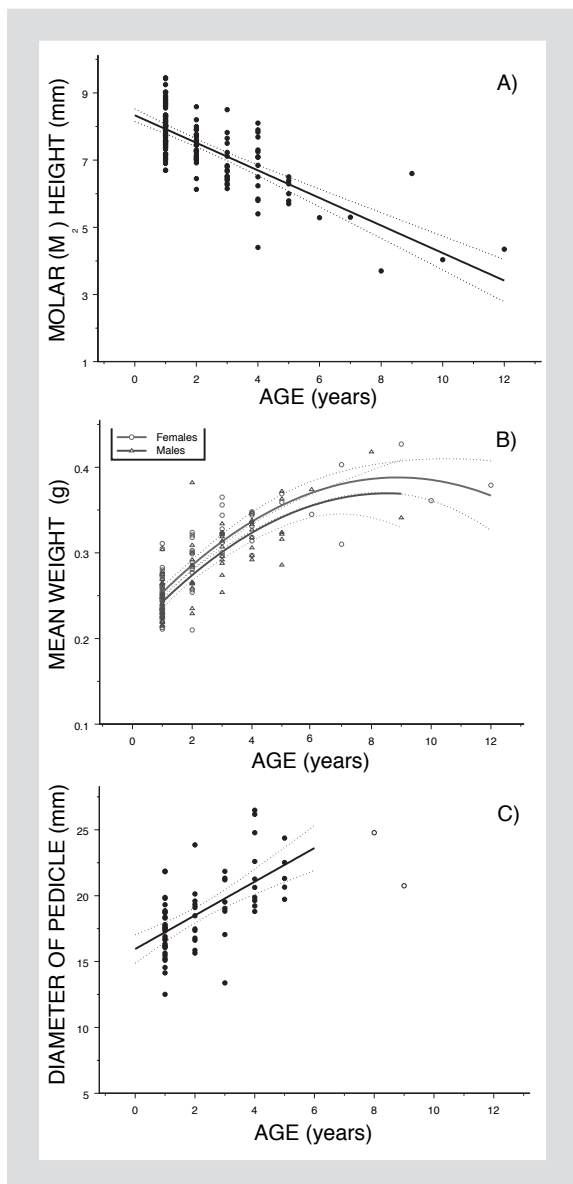 A)
MOLAR (M₂) HEIGHT (mm)
9
7
5
3
1
0 2 4 6 8 10 12
AGE (years)
B)
Females
Males
MEAN WEIGHT (g)
0.4
0.3
0.2
0.1
0 2 4 6 8 10 12
AGE (years)
C)
DIAMETER OF PEDICLE (mm)
25
20
15
10
5
0 2 4 6 8 10 12
AGE (years)